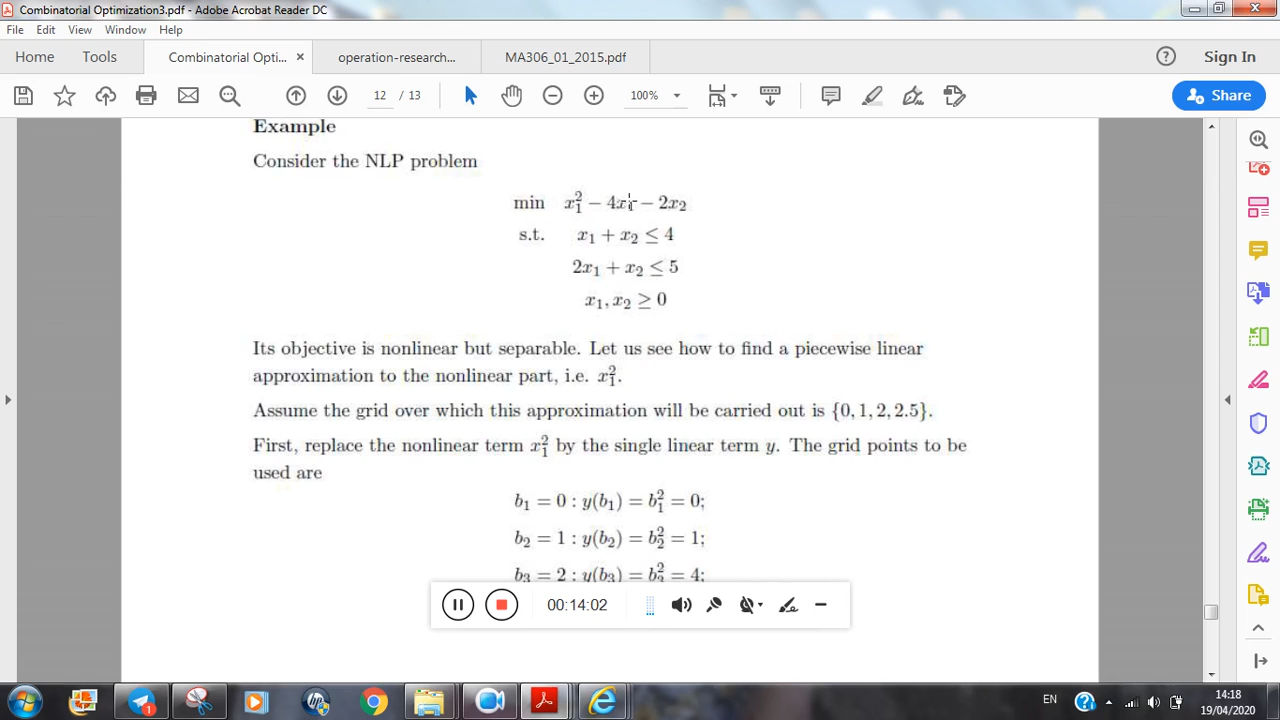 Combinatorial Optimization3.pdf - Adobe Acrobat Reader DC
File Edit View Window Help
Home Tools Combinatorial Opti... × operation-research... MA306_01_2015.pdf ? Sign In
12 / 13 100% Share
Example
Consider the NLP problem
min x₁² − 4x₁ − 2x₂
s.t. x₁ + x₂ ≤ 4
2x₁ + x₂ ≤ 5
x₁, x₂ ≥ 0
Its objective is nonlinear but separable. Let us see how to find a piecewise linear
approximation to the nonlinear part, i.e. x₁².
Assume the grid over which this approximation will be carried out is {0, 1, 2, 2.5}.
First, replace the nonlinear term x₁² by the single linear term y. The grid points to be
used are
b₁ = 0 : y(b₁) = b₁² = 0;
b₂ = 1 : y(b₂) = b₂² = 1;
b₃ = 2 : y(b₃) = b₃² = 4;
00:14:02
EN 14:18
19/04/2020